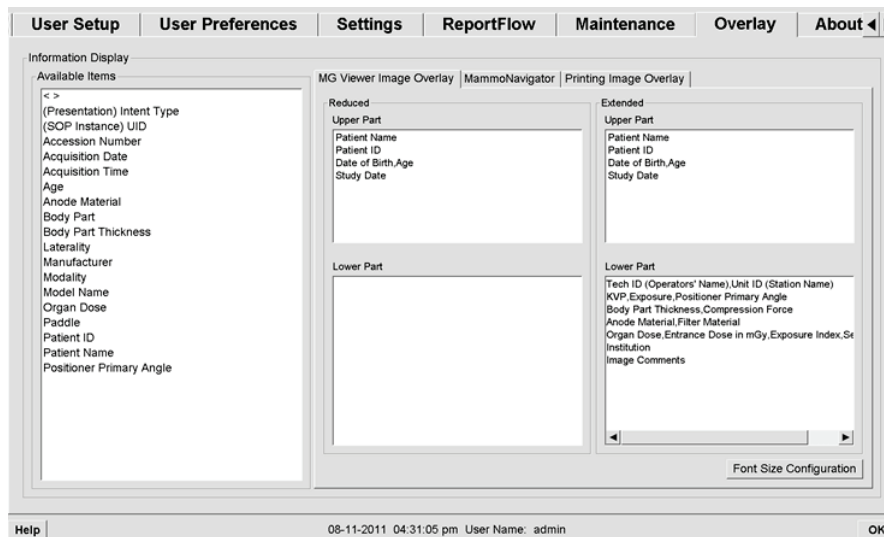 User Setup
User Preferences
Settings
ReportFlow
Maintenance
Overlay
About
Information Display
Available Items
< >
(Presentation) Intent Type
(SOP Instance) UID
Accession Number
Acquisition Date
Acquisition Time
Age
Anode Material
Body Part
Body Part Thickness
Laterality
Manufacturer
Modality
Model Name
Organ Dose
Paddle
Patient ID
Patient Name
Positioner Primary Angle
MG Viewer Image Overlay
MammoNavigator
Printing Image Overlay
Reduced
Upper Part
Patient Name
Patient ID
Date of Birth,Age
Study Date
Lower Part
Extended
Upper Part
Patient Name
Patient ID
Date of Birth,Age
Study Date
Lower Part
Tech ID (Operators' Name),Unit ID (Station Name)
KVP,Exposure,Positioner Primary Angle
Body Part Thickness,Compression Force
Anode Material,Filter Material
Organ Dose,Entrance Dose in mGy,Exposure Index,Se
Institution
Image Comments
Font Size Configuration
Help
08-11-2011 04:31:05 pm User Name: admin
OK